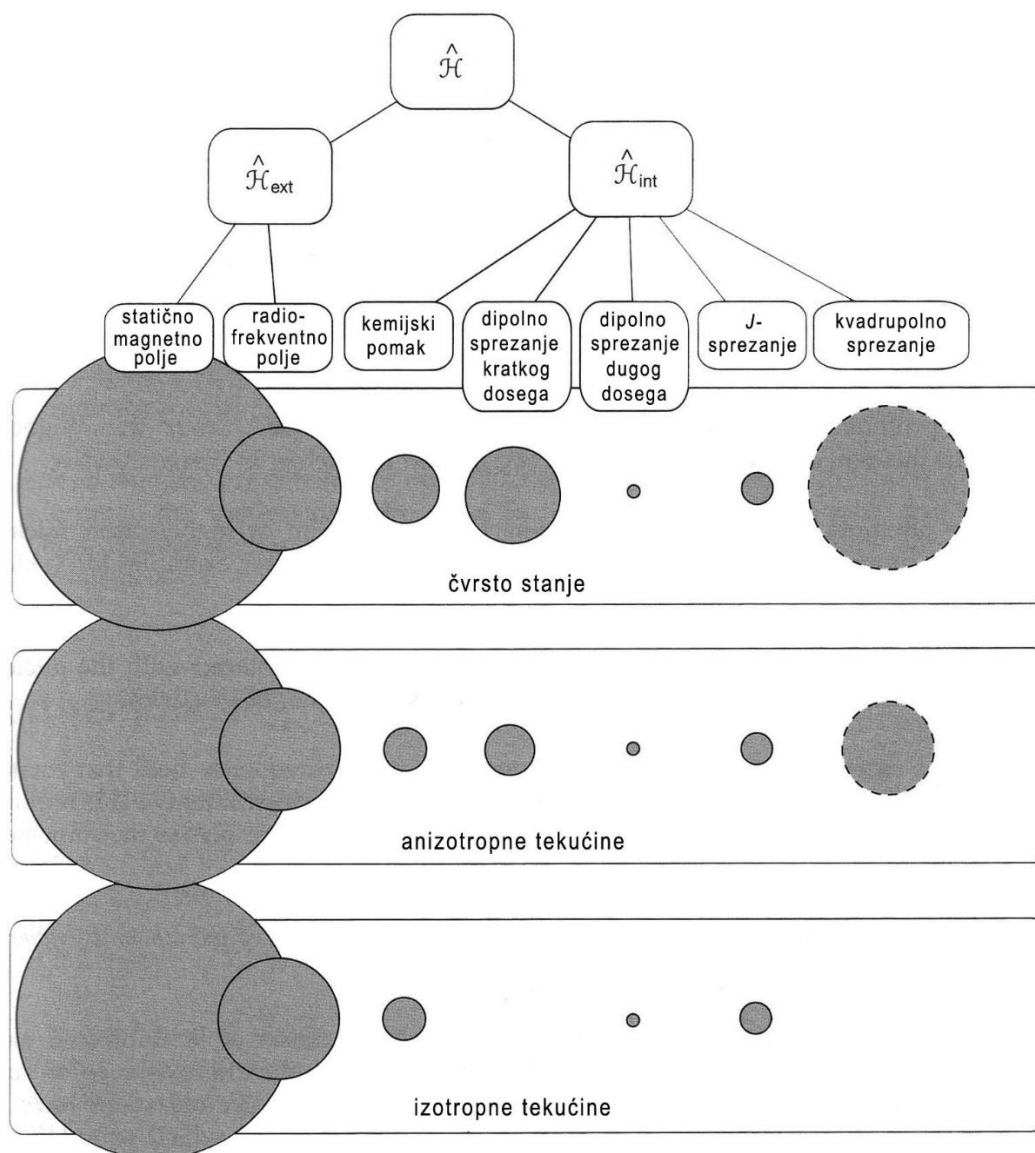 Ĥ
Ĥext
Ĥint
statično
magnetno
polje
radio-
frekventno
polje
kemijski
pomak
dipolno
sprezanje
kratkog
dosega
dipolno
sprezanje
dugog
dosega
J-
sprezanje
kvadrupolno
sprezanje
čvrsto stanje
anizotropne tekućine
izotropne tekućine